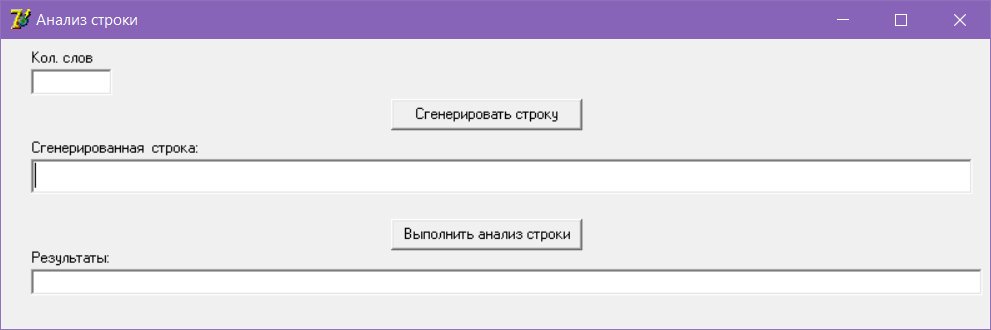 Анализ строки
Кол. слов
Сгенерировать строку
Сгенерированная строка:
Выполнить анализ строки
Результаты: